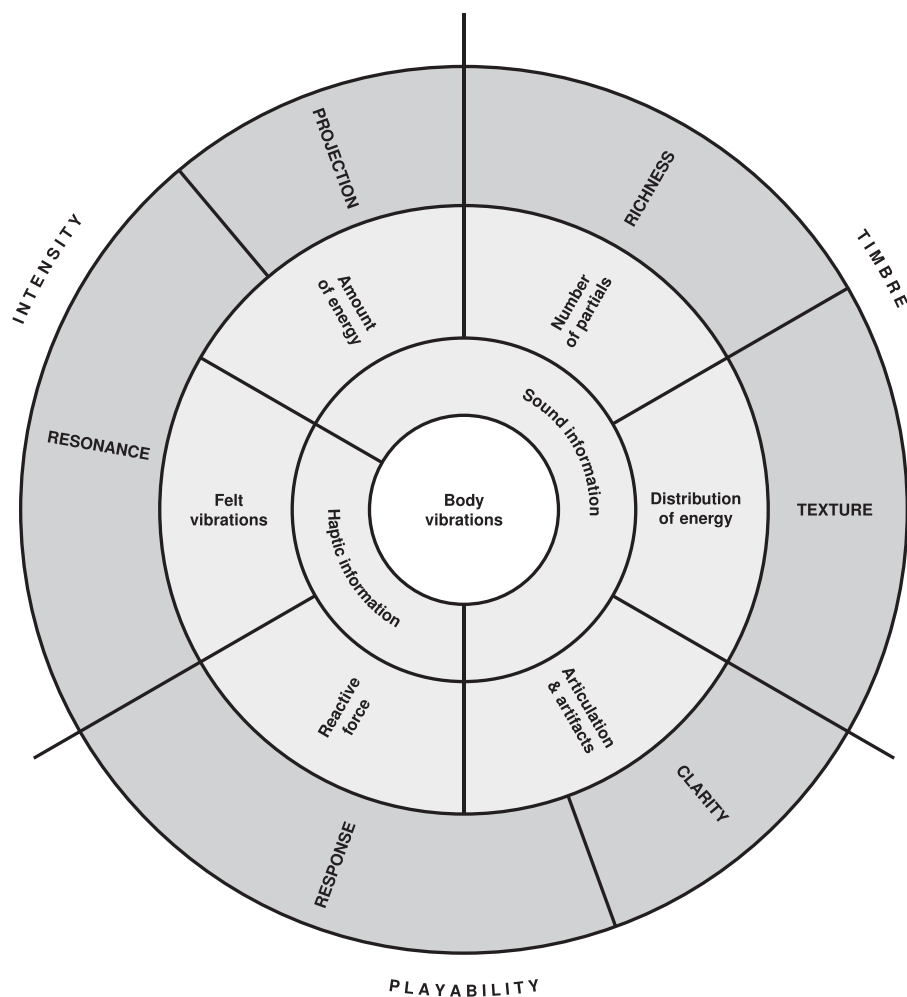 PROJECTION
RICHNESS
INTENSITY
TIMBRE
Amount
of energy
Number
of partials
Sound information
RESONANCE
Felt
vibrations
Body
vibrations
Distribution
of energy
TEXTURE
Haptic information
Reactive
force
Articulation
& artifacts
CLARITY
RESPONSE
PLAYABILITY